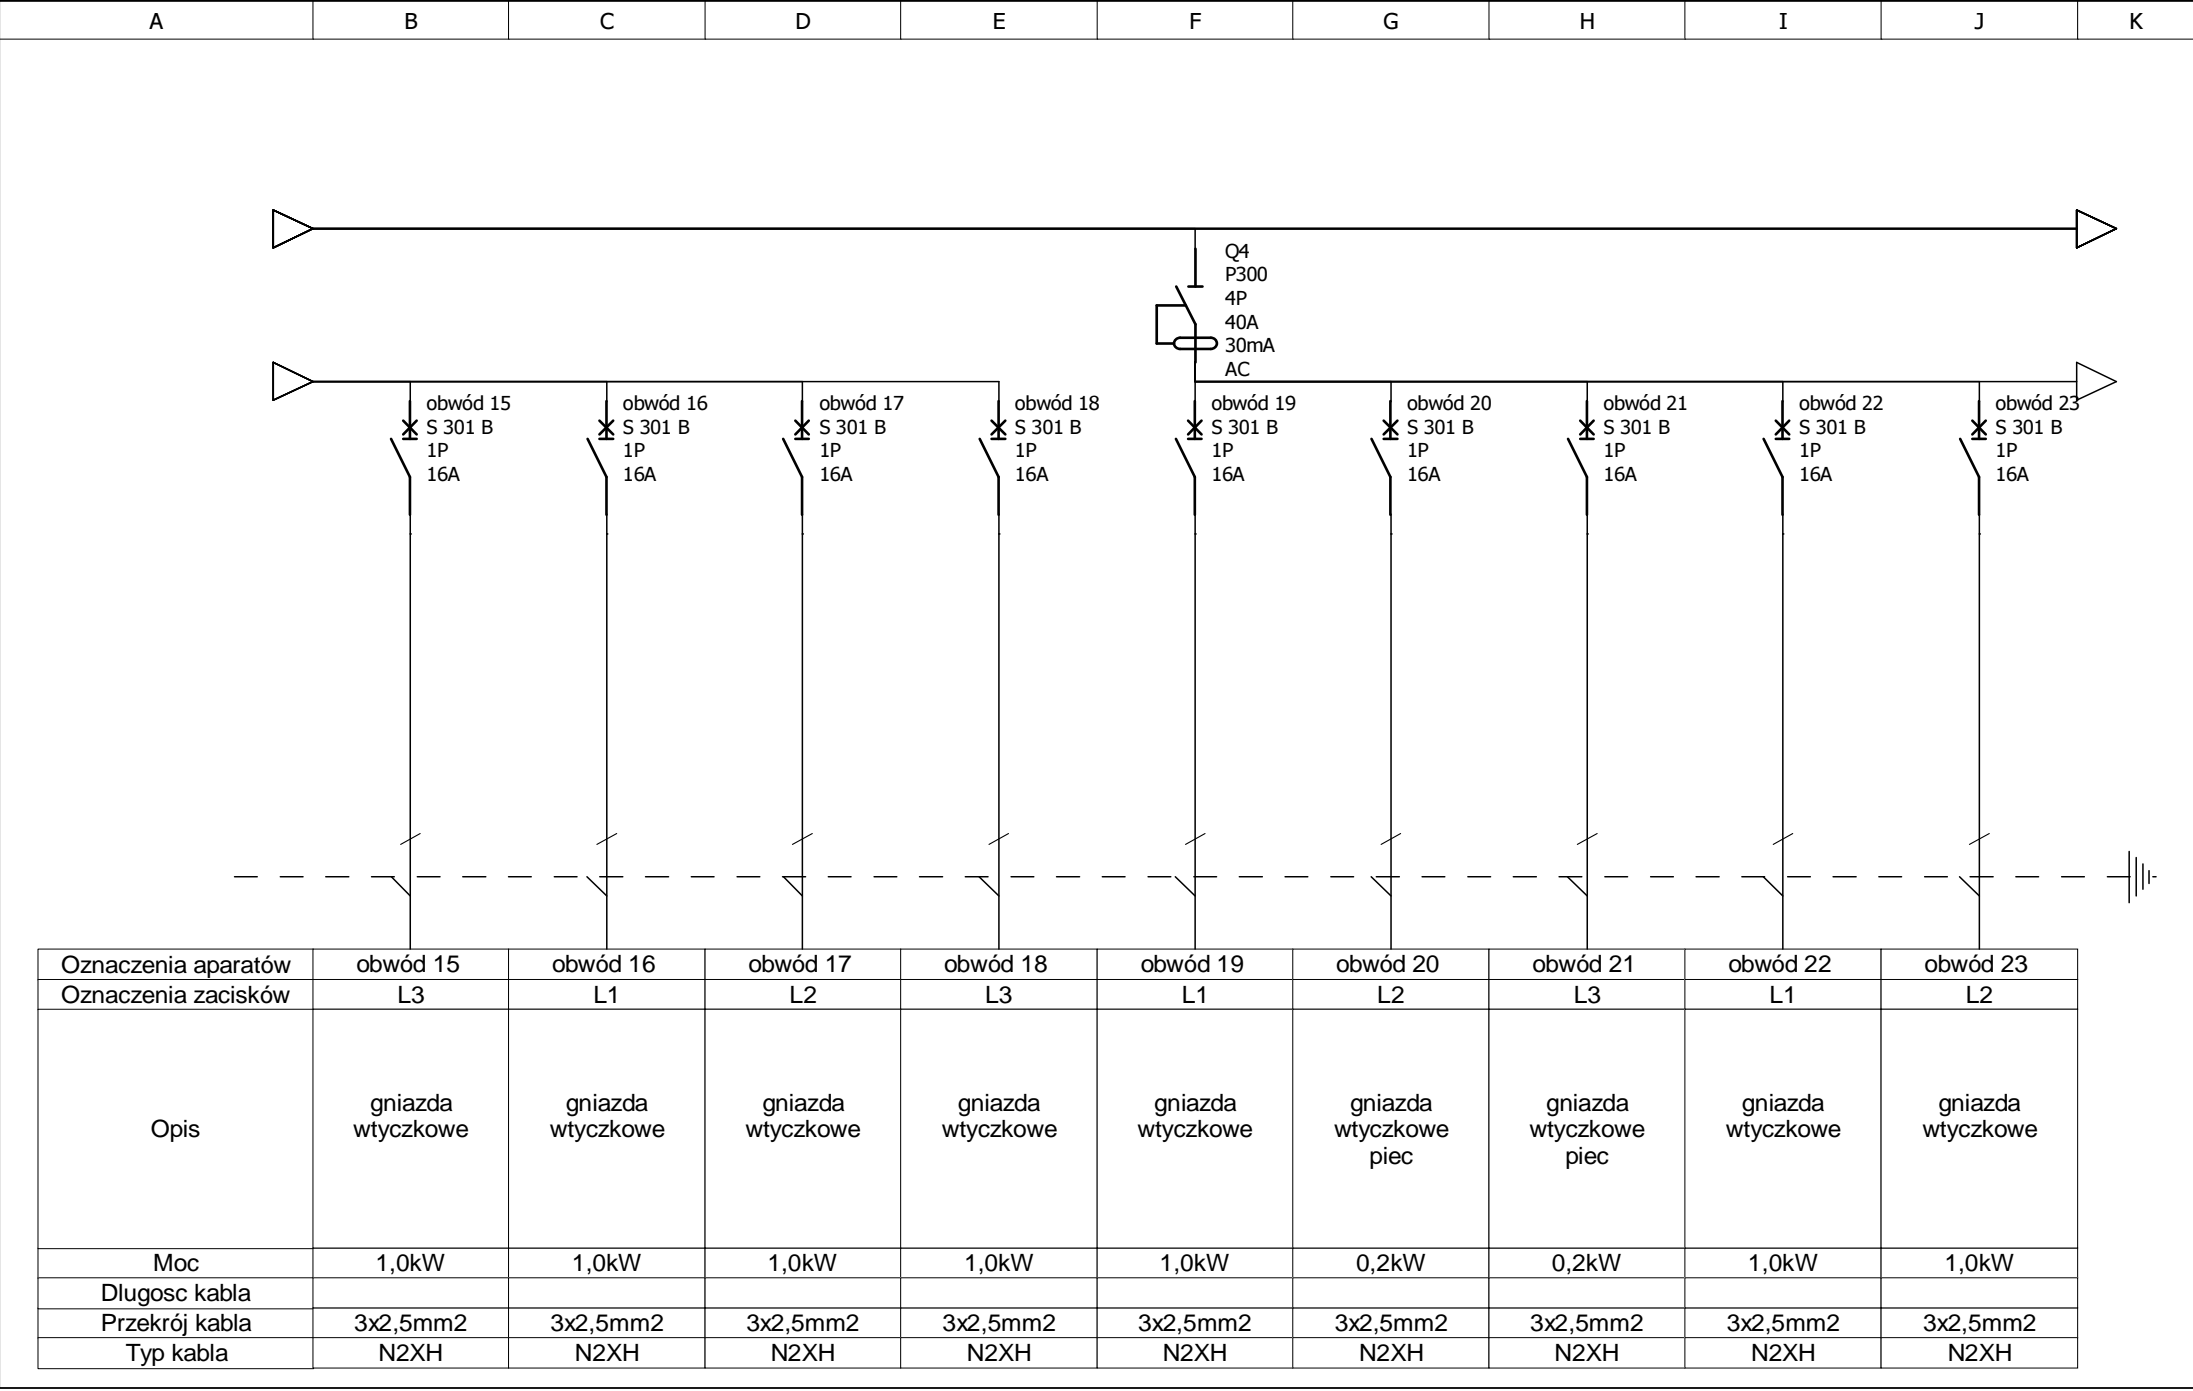 A B C D E F G H I J K
Q4
P300
4P
40A
30mA
AC
obwód 15 obwód 16 obwód 17 obwód 18 obwód 19 obwód 20 obwód 21 obwód 22 obwód 23
S 301 B S 301 B S 301 B S 301 B S 301 B S 301 B S 301 B S 301 B S 301 B
1P 1P 1P 1P 1P 1P 1P 1P 1P
16A 16A 16A 16A 16A 16A 16A 16A 16A
Oznaczenia aparatów obwód 15 obwód 16 obwód 17 obwód 18 obwód 19 obwód 20 obwód 21 obwód 22 obwód 23
Oznaczenia zacisków L3 L1 L2 L3 L1 L2 L3 L1 L2
gniazda gniazda gniazda gniazda gniazda gniazda gniazda gniazda gniazda
Opis wtyczkowe wtyczkowe wtyczkowe wtyczkowe wtyczkowe wtyczkowe wtyczkowe wtyczkowe wtyczkowe
piec piec
Moc 1,0kW 1,0kW 1,0kW 1,0kW 1,0kW 0,2kW 0,2kW 1,0kW 1,0kW
Dlugosc kabla
Przekrój kabla 3x2,5mm2 3x2,5mm2 3x2,5mm2 3x2,5mm2 3x2,5mm2 3x2,5mm2 3x2,5mm2 3x2,5mm2 3x2,5mm2
Typ kabla N2XH N2XH N2XH N2XH N2XH N2XH N2XH N2XH N2XH